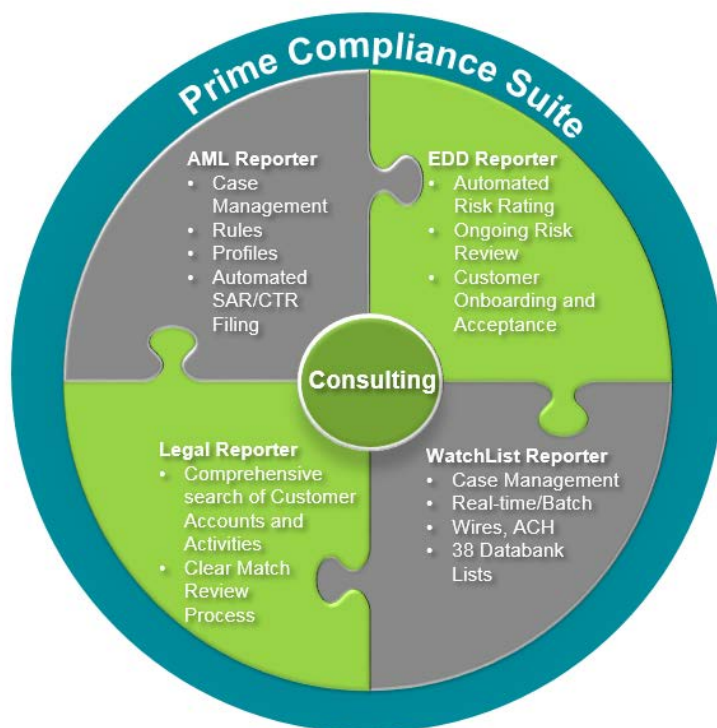 Prime Compliance Suite
AML Reporter
• Case
Management
• Rules
• Profiles
• Automated
SAR/CTR
Filing
EDD Reporter
• Automated
Risk Rating
• Ongoing Risk
Review
• Customer
Onboarding and
Acceptance
Consulting
Legal Reporter
• Comprehensive
search of Customer
Accounts and
Activities
• Clear Match
Review
Process
WatchList Reporter
• Case Management
• Real-time/Batch
• Wires, ACH
• 38 Databank
Lists